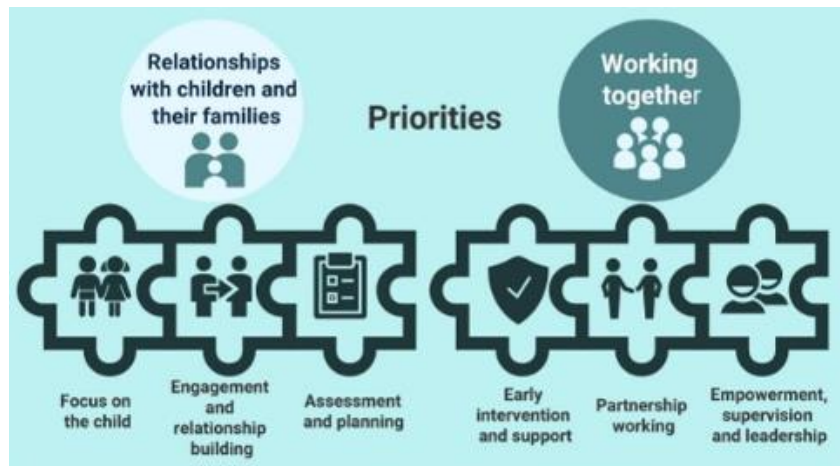 Relationships
with children and
their families
Priorities
Working
together
Focus on
the child
Engagement
and
relationship
building
Assessment
and planning
Early
intervention
and support
Partnership
working
Empowerment,
supervision
and leadership